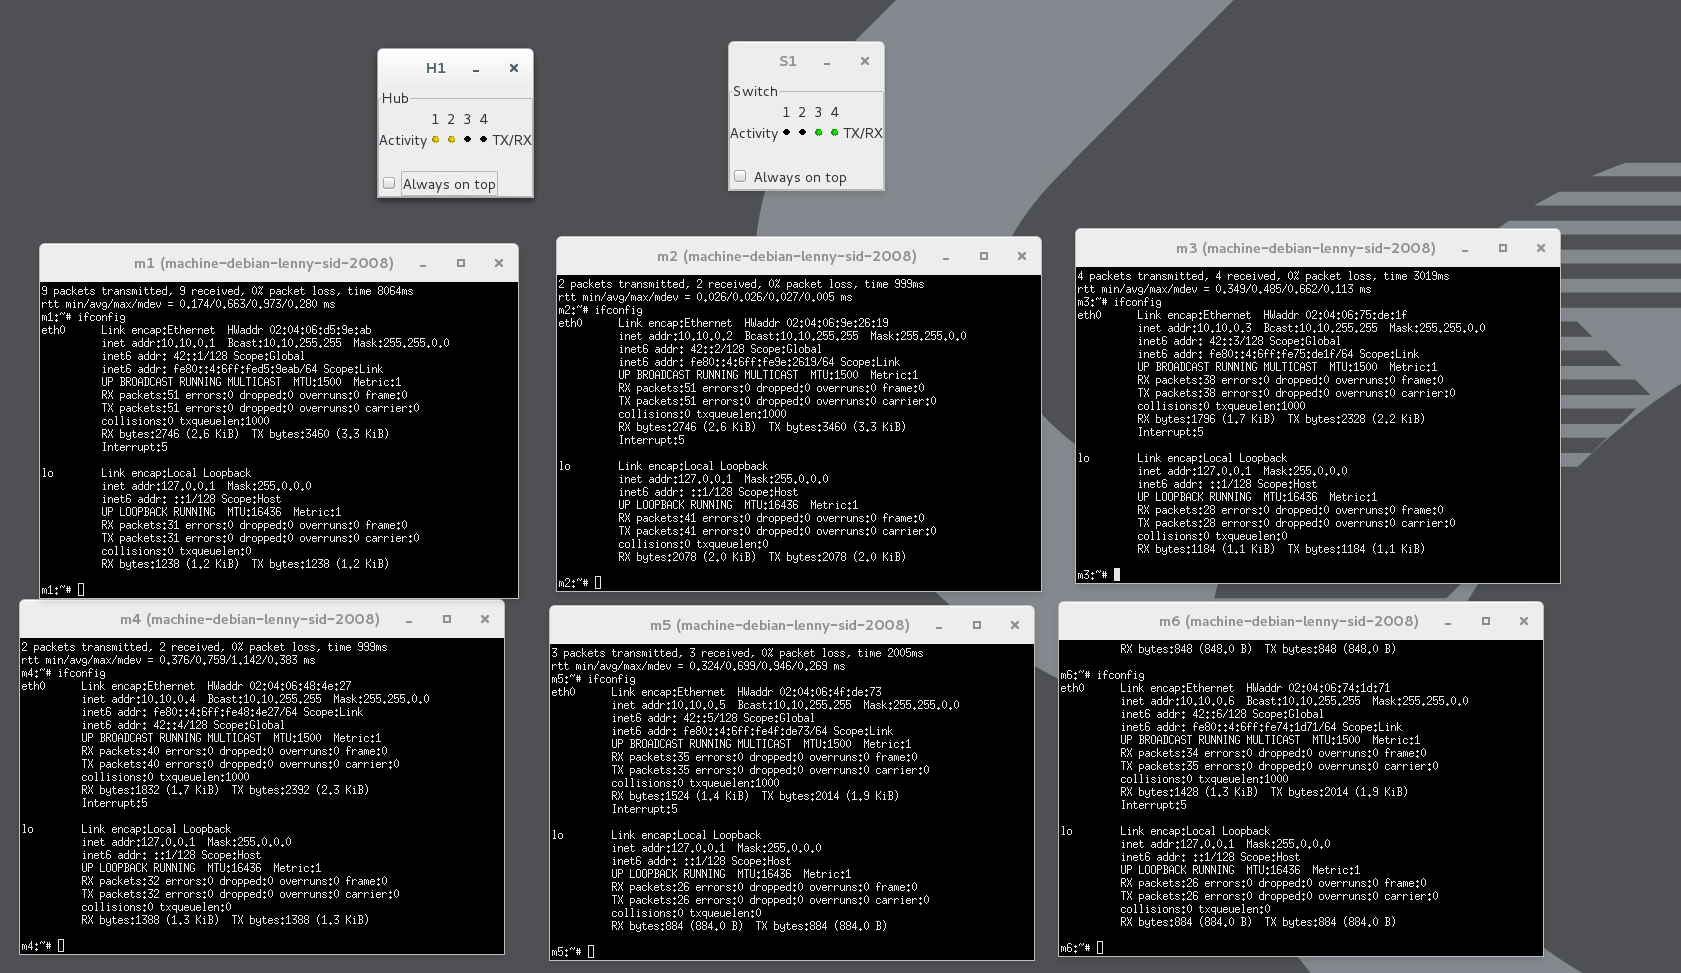 H1
Hub
1 2 3 4
Activity TX/RX
Always on top
S1
Switch
1 2 3 4
Activity TX/RX
Always on top
m1 (machine-debian-lenny-sid-2008)
9 packets transmitted, 9 received, 0% packet loss, time 8064ms
rtt min/avg/max/mdev = 0.174/0.663/0.973/0.280 ms
m1:~# ifconfig
eth0 Link encap:Ethernet HWaddr 02:04:06:d5:9e:ab
inet addr:10.10.0.1 Bcast:10.10.255.255 Mask:255.255.0.0
inet6 addr: 42::1/128 Scope:Global
inet6 addr: fe80::4:6ff:fed5:9eab/64 Scope:Link
UP BROADCAST RUNNING MULTICAST MTU:1500 Metric:1
RX packets:51 errors:0 dropped:0 overruns:0 frame:0
TX packets:51 errors:0 dropped:0 overruns:0 carrier:0
collisions:0 txqueuelen:1000
RX bytes:2746 (2.6 KiB) TX bytes:3460 (3.3 KiB)
Interrupt:5
lo Link encap:Local Loopback
inet addr:127.0.0.1 Mask:255.0.0.0
inet6 addr: ::1/128 Scope:Host
UP LOOPBACK RUNNING MTU:16436 Metric:1
RX packets:31 errors:0 dropped:0 overruns:0 frame:0
TX packets:31 errors:0 dropped:0 overruns:0 carrier:0
collisions:0 txqueuelen:0
RX bytes:1238 (1.2 KiB) TX bytes:1238 (1.2 KiB)
m1:~#
m2 (machine-debian-lenny-sid-2008)
2 packets transmitted, 2 received, 0% packet loss, time 999ms
rtt min/avg/max/mdev = 0.026/0.026/0.027/0.005 ms
m2:~# ifconfig
eth0 Link encap:Ethernet HWaddr 02:04:06:9e:26:19
inet addr:10.10.0.2 Bcast:10.10.255.255 Mask:255.255.0.0
inet6 addr: 42::2/128 Scope:Global
inet6 addr: fe80::4:6ff:fe9e:2619/64 Scope:Link
UP BROADCAST RUNNING MULTICAST MTU:1500 Metric:1
RX packets:51 errors:0 dropped:0 overruns:0 frame:0
TX packets:51 errors:0 dropped:0 overruns:0 carrier:0
collisions:0 txqueuelen:1000
RX bytes:2746 (2.6 KiB) TX bytes:3460 (3.3 KiB)
Interrupt:5
lo Link encap:Local Loopback
inet addr:127.0.0.1 Mask:255.0.0.0
inet6 addr: ::1/128 Scope:Host
UP LOOPBACK RUNNING MTU:16436 Metric:1
RX packets:41 errors:0 dropped:0 overruns:0 frame:0
TX packets:41 errors:0 dropped:0 overruns:0 carrier:0
collisions:0 txqueuelen:0
RX bytes:2078 (2.0 KiB) TX bytes:2078 (2.0 KiB)
m2:~#
m3 (machine-debian-lenny-sid-2008)
4 packets transmitted, 4 received, 0% packet loss, time 3019ms
rtt min/avg/max/mdev = 0.349/0.485/0.662/0.113 ms
m3:~# ifconfig
eth0 Link encap:Ethernet HWaddr 02:04:06:75:de:1f
inet addr:10.10.0.3 Bcast:10.10.255.255 Mask:255.255.0.0
inet6 addr: 42::3/128 Scope:Global
inet6 addr: fe80::4:6ff:fe75:de1f/64 Scope:Link
UP BROADCAST RUNNING MULTICAST MTU:1500 Metric:1
RX packets:38 errors:0 dropped:0 overruns:0 frame:0
TX packets:38 errors:0 dropped:0 overruns:0 carrier:0
collisions:0 txqueuelen:1000
RX bytes:1796 (1.7 KiB) TX bytes:2328 (2.2 KiB)
Interrupt:5
lo Link encap:Local Loopback
inet addr:127.0.0.1 Mask:255.0.0.0
inet6 addr: ::1/128 Scope:Host
UP LOOPBACK RUNNING MTU:16436 Metric:1
RX packets:28 errors:0 dropped:0 overruns:0 frame:0
TX packets:28 errors:0 dropped:0 overruns:0 carrier:0
collisions:0 txqueuelen:0
RX bytes:1184 (1.1 KiB) TX bytes:1184 (1.1 KiB)
m3:~#
m4 (machine-debian-lenny-sid-2008)
2 packets transmitted, 2 received, 0% packet loss, time 999ms
rtt min/avg/max/mdev = 0.376/0.759/1.142/0.383 ms
m4:~# ifconfig
eth0 Link encap:Ethernet HWaddr 02:04:06:48:4e:27
inet addr:10.10.0.4 Bcast:10.10.255.255 Mask:255.255.0.0
inet6 addr: fe80::4:6ff:fe48:4e27/64 Scope:Link
inet6 addr: 42::4/128 Scope:Global
UP BROADCAST RUNNING MULTICAST MTU:1500 Metric:1
RX packets:40 errors:0 dropped:0 overruns:0 frame:0
TX packets:40 errors:0 dropped:0 overruns:0 carrier:0
collisions:0 txqueuelen:1000
RX bytes:1832 (1.7 KiB) TX bytes:2392 (2.3 KiB)
Interrupt:5
lo Link encap:Local Loopback
inet addr:127.0.0.1 Mask:255.0.0.0
inet6 addr: ::1/128 Scope:Host
UP LOOPBACK RUNNING MTU:16436 Metric:1
RX packets:32 errors:0 dropped:0 overruns:0 frame:0
TX packets:32 errors:0 dropped:0 overruns:0 carrier:0
collisions:0 txqueuelen:0
RX bytes:1388 (1.3 KiB) TX bytes:1388 (1.3 KiB)
m4:~#
m5 (machine-debian-lenny-sid-2008)
3 packets transmitted, 3 received, 0% packet loss, time 2005ms
rtt min/avg/max/mdev = 0.324/0.699/0.946/0.269 ms
m5:~# ifconfig
eth0 Link encap:Ethernet HWaddr 02:04:06:4f:de:73
inet addr:10.10.0.5 Bcast:10.10.255.255 Mask:255.255.0.0
inet6 addr: 42::5/128 Scope:Global
inet6 addr: fe80::4:6ff:fe4f:de73/64 Scope:Link
UP BROADCAST RUNNING MULTICAST MTU:1500 Metric:1
RX packets:35 errors:0 dropped:0 overruns:0 frame:0
TX packets:35 errors:0 dropped:0 overruns:0 carrier:0
collisions:0 txqueuelen:1000
RX bytes:1524 (1.4 KiB) TX bytes:2014 (1.9 KiB)
Interrupt:5
lo Link encap:Local Loopback
inet addr:127.0.0.1 Mask:255.0.0.0
inet6 addr: ::1/128 Scope:Host
UP LOOPBACK RUNNING MTU:16436 Metric:1
RX packets:26 errors:0 dropped:0 overruns:0 frame:0
TX packets:26 errors:0 dropped:0 overruns:0 carrier:0
collisions:0 txqueuelen:0
RX bytes:884 (884.0 B) TX bytes:884 (884.0 B)
m5:~#
m6 (machine-debian-lenny-sid-2008)
RX bytes:848 (848.0 B) TX bytes:848 (848.0 B)
m6:~# ifconfig
eth0 Link encap:Ethernet HWaddr 02:04:06:74:1d:71
inet addr:10.10.0.6 Bcast:10.10.255.255 Mask:255.255.0.0
inet6 addr: 42::6/128 Scope:Global
inet6 addr: fe80::4:6ff:fe74:1d71/64 Scope:Link
UP BROADCAST RUNNING MULTICAST MTU:1500 Metric:1
RX packets:34 errors:0 dropped:0 overruns:0 frame:0
TX packets:35 errors:0 dropped:0 overruns:0 carrier:0
collisions:0 txqueuelen:1000
RX bytes:1428 (1.3 KiB) TX bytes:2014 (1.9 KiB)
Interrupt:5
lo Link encap:Local Loopback
inet addr:127.0.0.1 Mask:255.0.0.0
inet6 addr: ::1/128 Scope:Host
UP LOOPBACK RUNNING MTU:16436 Metric:1
RX packets:26 errors:0 dropped:0 overruns:0 frame:0
TX packets:26 errors:0 dropped:0 overruns:0 carrier:0
collisions:0 txqueuelen:0
RX bytes:884 (884.0 B) TX bytes:884 (884.0 B)
m6:~#